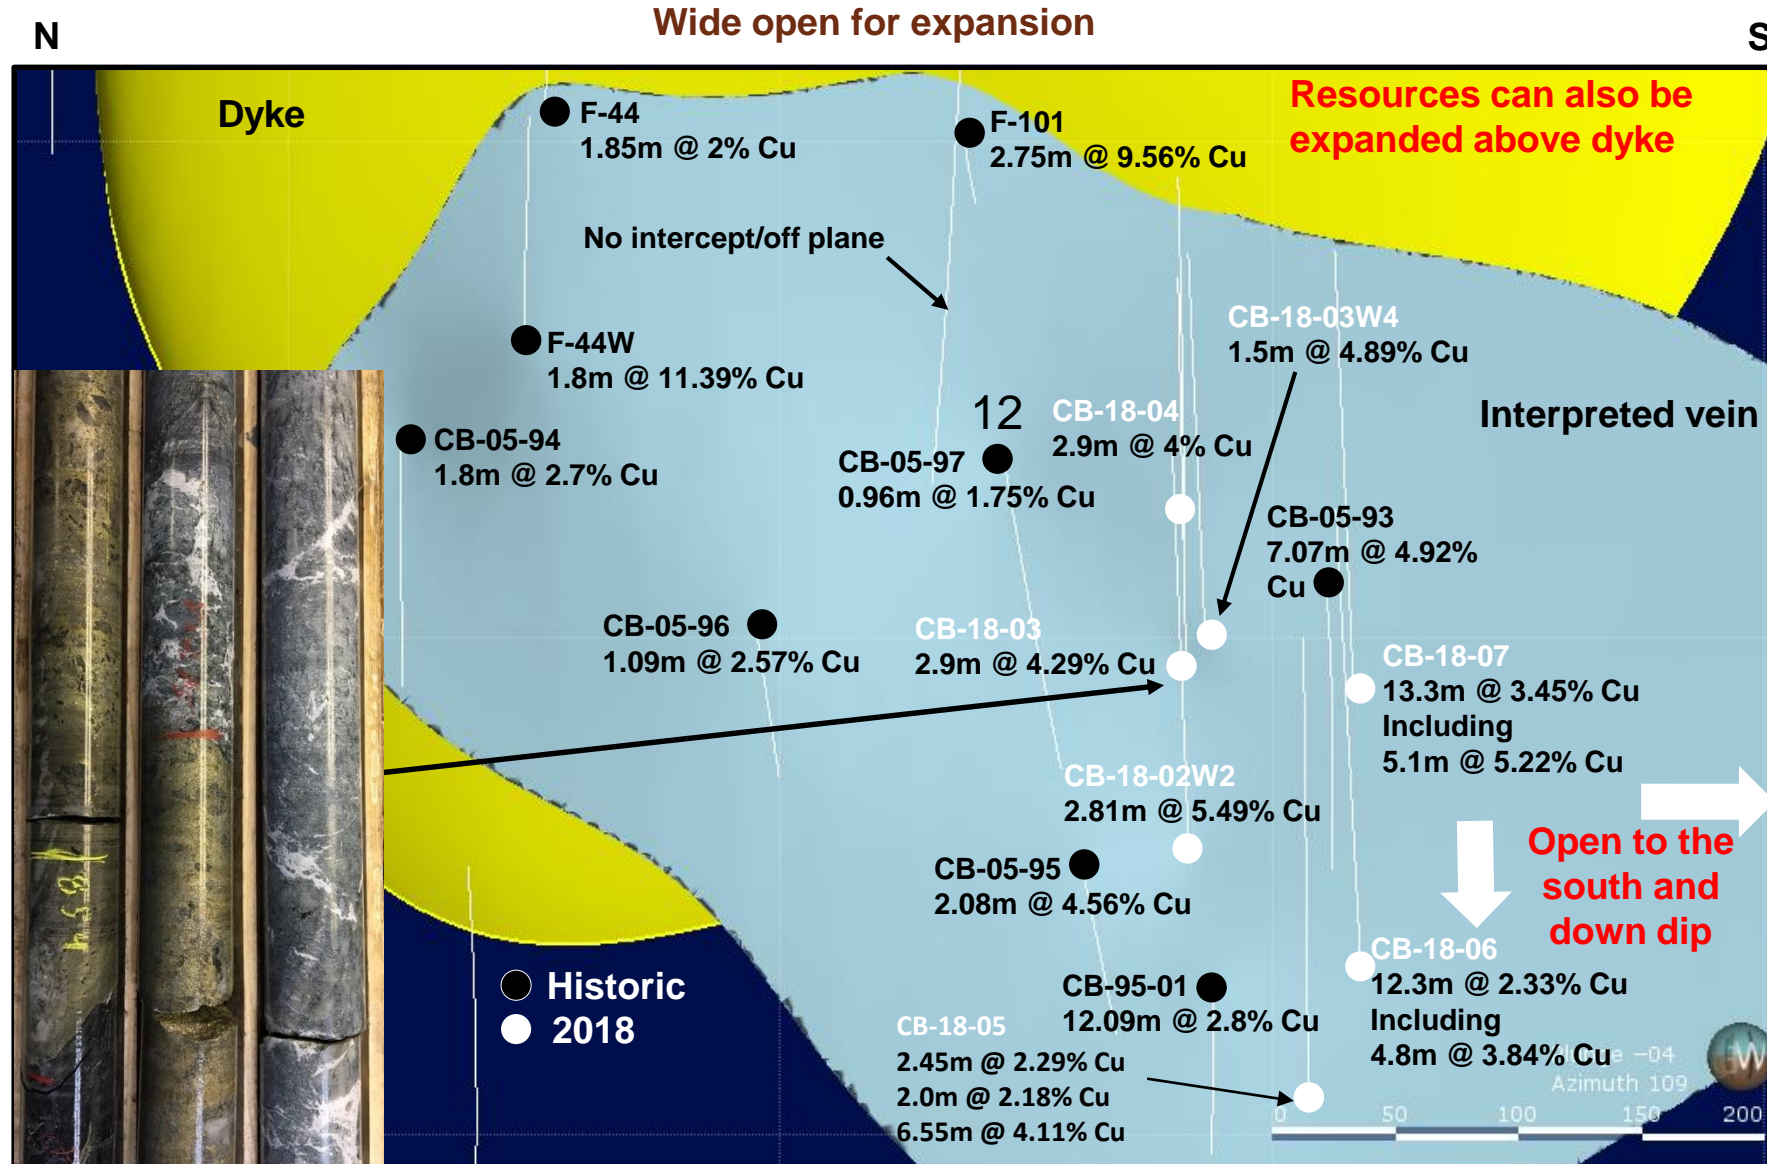 Wide open for expansion
N
S
Dyke
F-44
1.85m @ 2% Cu
F-101
2.75m @ 9.56% Cu
Resources can also be
expanded above dyke
No intercept/off plane
F-44W
1.8m @ 11.39% Cu
CB-18-03W4
1.5m @ 4.89% Cu
12
CB-18-04
2.9m @ 4% Cu
Interpreted vein
CB-05-94
1.8m @ 2.7% Cu
CB-05-97
0.96m @ 1.75% Cu
CB-05-93
7.07m @ 4.92%
Cu
CB-05-96
1.09m @ 2.57% Cu
CB-18-03
2.9m @ 4.29% Cu
CB-18-07
13.3m @ 3.45% Cu
Including
5.1m @ 5.22% Cu
CB-18-02W2
2.81m @ 5.49% Cu
Open to the
south and
down dip
CB-05-95
2.08m @ 4.56% Cu
CB-18-06
12.3m @ 2.33% Cu
Including
4.8m @ 3.84% Cu
Historic
2018
CB-95-01
12.09m @ 2.8% Cu
CB-18-05
2.45m @ 2.29% Cu
2.0m @ 2.18% Cu
6.55m @ 4.11% Cu
-04
Azimuth 109
W
0 50 100 150 200